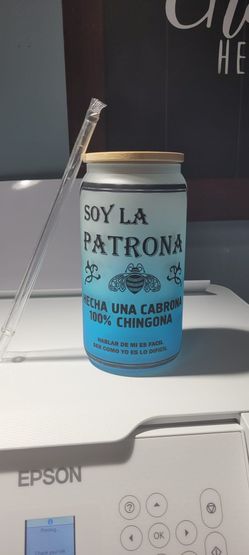 HE
SOY LA
PATRONA
HECHA UNA CABRONA
100% CHINGONA
HABLAR DE MI ES FACIL
SER COMO YO ES LO DIFICIL
EPSON
OK